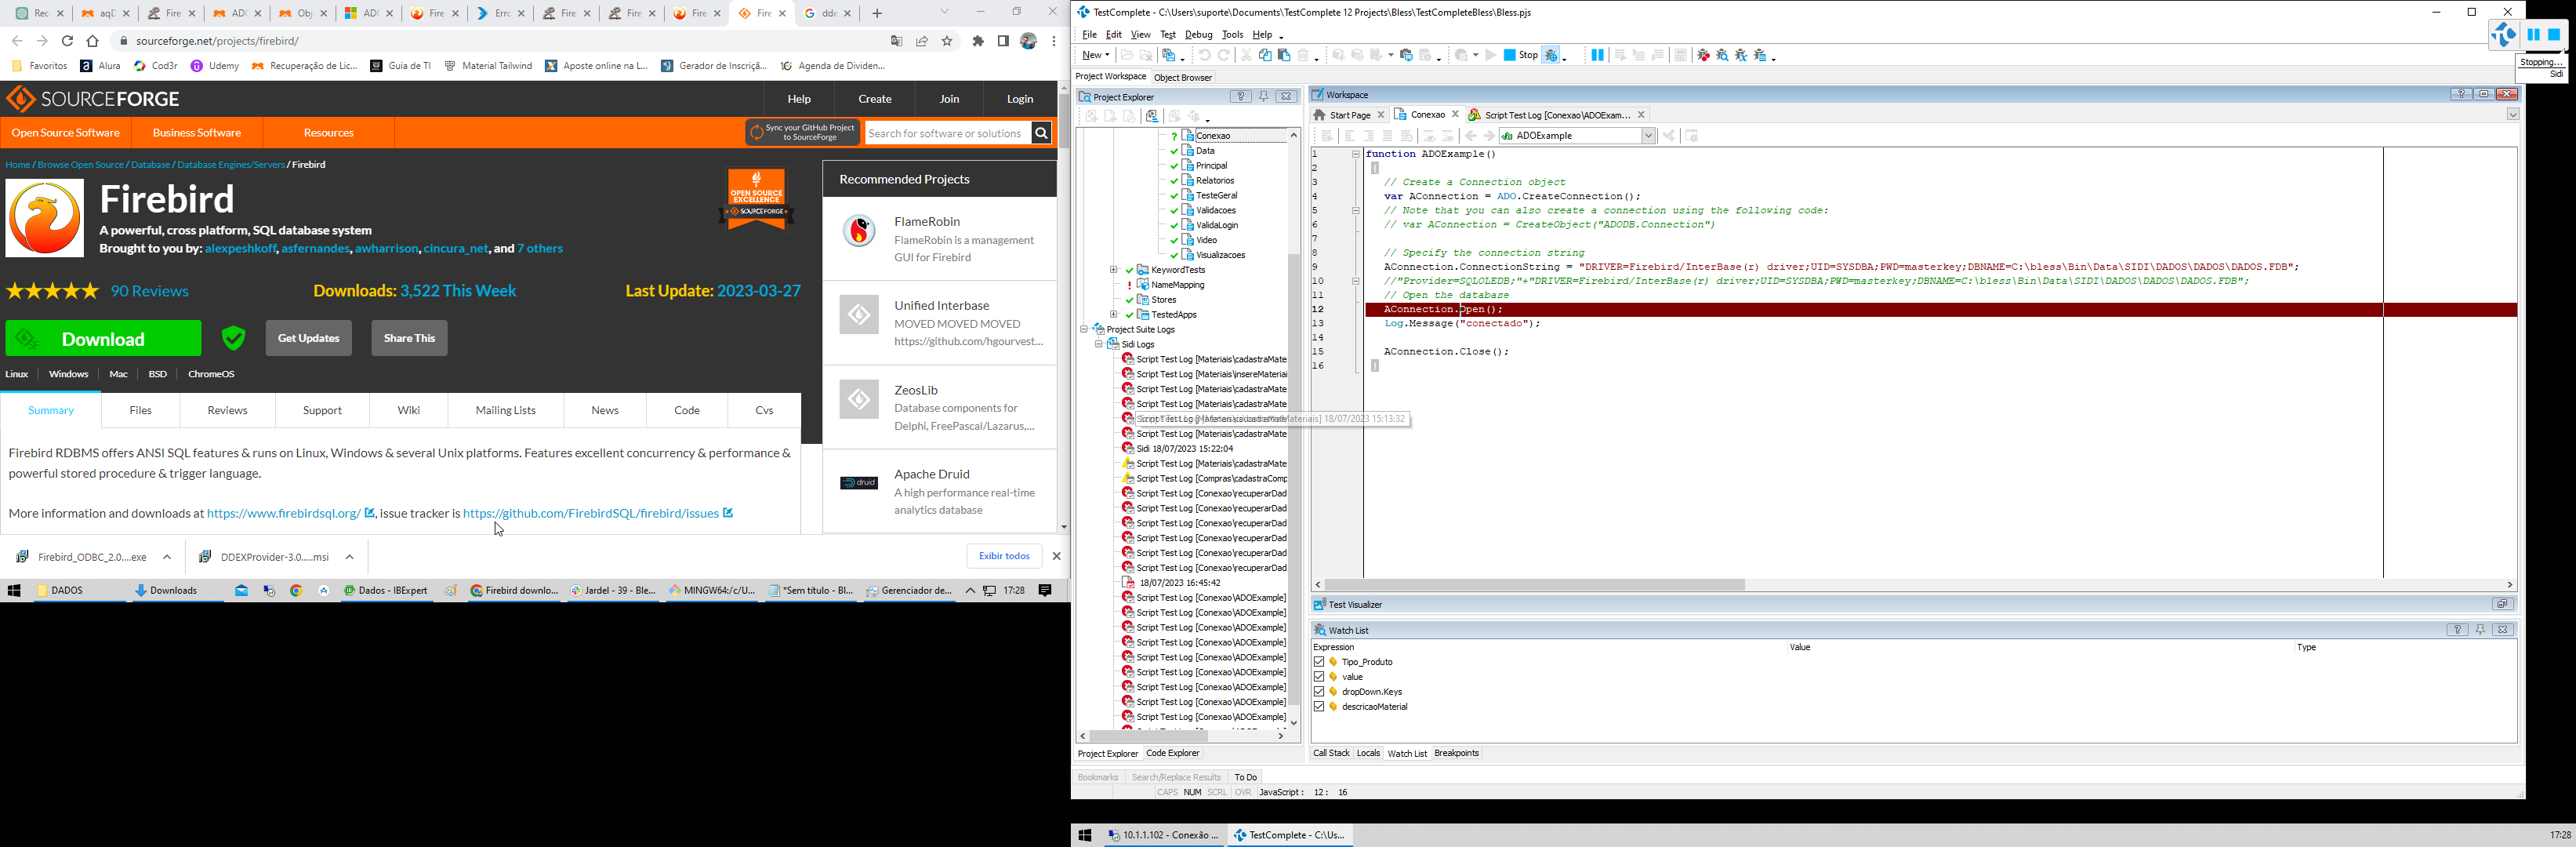 Rec
aqD
Fire
ADO
Obj
ADO
Fire
Erro
Fire
Fire
Fire
Fire
dde
sourceforge.net/projects/firebird/
Favoritos
Alura
Cod3r
Udemy
Recuperação de Lic...
Guia de TI
Material Tailwind
Aposte online na L...
Gerador de Inscriçã...
Agenda de Dividen...
SOURCEFORGE
Help
Create
Join
Login
Open Source Software
Business Software
Resources
Sync your GitHub Project
to SourceForge
Search for software or solutions
Home / Browse Open Source / Database / Database Engines/Servers / Firebird
Firebird
A powerful, cross platform, SQL database system
Brought to you by: alexpeshkoff, asfernandes, awharrison, cincura_net, and 7 others
OPEN SOURCE
EXCELLENCE
SOURCEFORGE
90 Reviews
Downloads: 3,522 This Week
Last Update: 2023-03-27
Download
Get Updates
Share This
Linux
Windows
Mac
BSD
ChromeOS
Summary
Files
Reviews
Support
Wiki
Mailing Lists
News
Code
Cvs
Firebird RDBMS offers ANSI SQL features & runs on Linux, Windows & several Unix platforms. Features excellent concurrency & performance &
powerful stored procedure & trigger language.
More information and downloads at https://www.firebirdsql.org/ , issue tracker is https://github.com/FirebirdSQL/firebird/issues
Recommended Projects
FlameRobin
FlameRobin is a management
GUI for Firebird
Unified Interbase
MOVED MOVED MOVED
https://github.com/hgourvest...
ZeosLib
Database components for
Delphi, FreePascal/Lazarus,...
druid
Apache Druid
A high performance real-time
analytics database
Firebird_ODBC_2.0....exe
DDEXProvider-3.0.....msi
Exibir todos
DADOS
Downloads
Dados - IBExpert
Firebird downlo...
Jardel - 39 - Ble...
MINGW64:/c/U...
*Sem título - Bl...
Gerenciador de...
17:28
TestComplete - C:\Users\suporte\Documents\TestComplete 12 Projects\Bless\TestCompleteBless\Bless.pjs
File
Edit
View
Test
Debug
Tools
Help
New
Stop
Stopping...
Sidi
Project Workspace
Object Browser
Project Explorer
Conexao
Data
Principal
Relatorios
TesteGeral
Validacoes
ValidaLogin
Video
Visualizacoes
KeywordTests
NameMapping
Stores
TestedApps
Project Suite Logs
Sidi Logs
Script Test Log [Materiais\cadastraMate
Script Test Log [Materiais\insereMateriai
Script Test Log [Materiais\cadastraMate
Script Test Log [Materiais\cadastraMate
Script Test Log [Materiais\cadastraMateriais] 18/07/2023 15:13:32
Script Test Log [Materiais\cadastraMate
Sidi 18/07/2023 15:22:04
Script Test Log [Materiais\cadastraMate
Script Test Log [Compras\cadastraComp
Script Test Log [Conexao\recuperarDad
Script Test Log [Conexao\recuperarDad
Script Test Log [Conexao\recuperarDad
Script Test Log [Conexao\recuperarDad
Script Test Log [Conexao\recuperarDad
Script Test Log [Conexao\recuperarDad
18/07/2023 16:45:42
Script Test Log [Conexao\ADOExample]
Script Test Log [Conexao\ADOExample]
Script Test Log [Conexao\ADOExample]
Script Test Log [Conexao\ADOExample]
Script Test Log [Conexao\ADOExample]
Script Test Log [Conexao\ADOExample]
Script Test Log [Conexao\ADOExample]
Script Test Log [Conexao\ADOExample]
Script Test Log [Conexao\ADOExample]
Project Explorer
Code Explorer
Workspace
Start Page
Conexao
Script Test Log [Conexao\ADOExam...
ADOExample
1 function ADOExample()
2 {
3 // Create a Connection object
4 var AConnection = ADO.CreateConnection();
5 // Note that you can also create a connection using the following code:
6 // var AConnection = CreateObject("ADODB.Connection")
7
8 // Specify the connection string
9 AConnection.ConnectionString = "DRIVER=Firebird/InterBase(r) driver;UID=SYSDBA;PWD=masterkey;DBNAME=C:\bless\Bin\Data\SIDI\DADOS\DADOS\DADOS.FDB";
10 //"Provider=SQLOLEDB;"+"DRIVER=Firebird/InterBase(r) driver;UID=SYSDBA;PWD=masterkey;DBNAME=C:\bless\Bin\Data\SIDI\DADOS\DADOS\DADOS.FDB";
11 // Open the database
12 AConnection.Open();
13 Log.Message("conectado");
14
15 AConnection.Close();
16 }
Test Visualizer
Watch List
Expression
Value
Type
Tipo_Produto
value
dropDown.Keys
descricaoMaterial
Call Stack
Locals
Watch List
Breakpoints
Bookmarks
Search/Replace Results
To Do
CAPS
NUM
SCRL
OVR
JavaScript :
12 :
16
10.1.1.102 - Conexão ...
TestComplete - C:\Us...
17:28